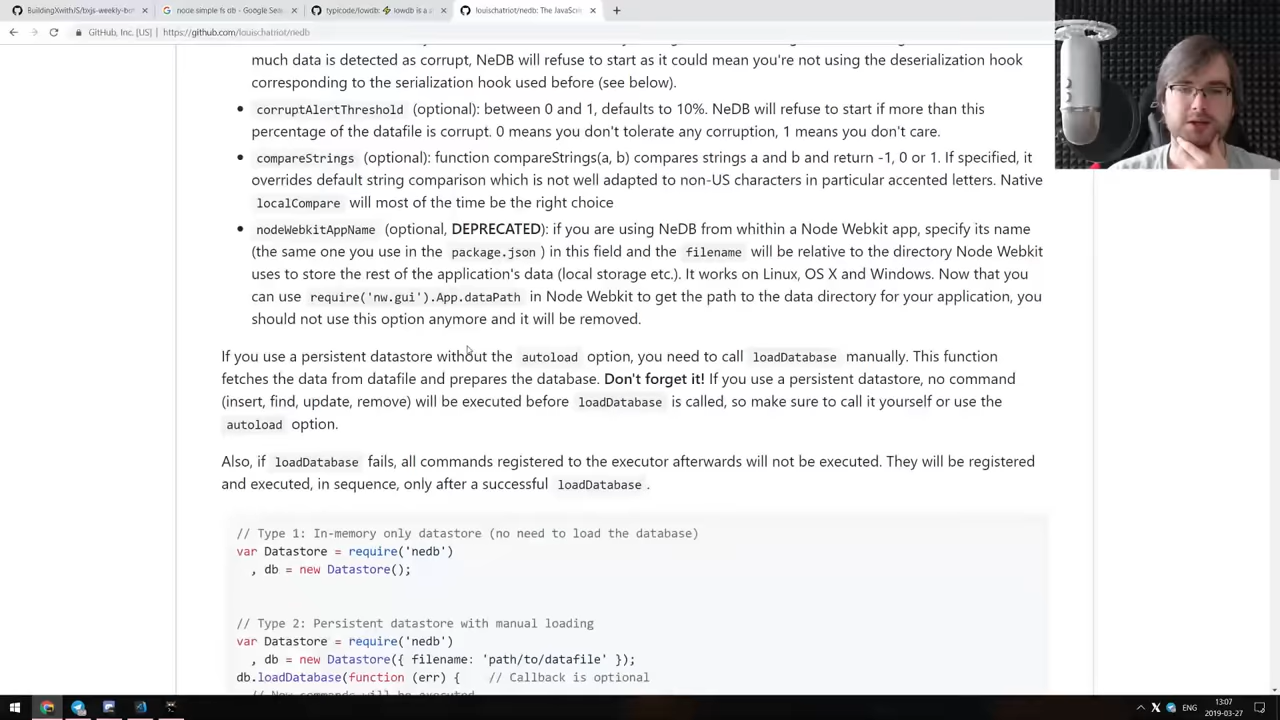 BuildingXwith/S/bxjs-weekly-bot
node simple fs db - Google Sea
typicode/lowdb: ⚡ lowdb is a
louischatriot/nedb: The JavaScri
GitHub, Inc. [US] | https://github.com/louischatriot/nedb
much data is detected as corrupt, NeDB will refuse to start as it could mean you're not using the deserialization hook
corresponding to the serialization hook used before (see below).
corruptAlertThreshold (optional): between 0 and 1, defaults to 10%. NeDB will refuse to start if more than this
percentage of the datafile is corrupt. 0 means you don't tolerate any corruption, 1 means you don't care.
compareStrings (optional): function compareStrings(a, b) compares strings a and b and return -1, 0 or 1. If specified, it
overrides default string comparison which is not well adapted to non-US characters in particular accented letters. Native
localCompare will most of the time be the right choice
nodeWebkitAppName (optional, DEPRECATED): if you are using NeDB from whithin a Node Webkit app, specify its name
(the same one you use in the package.json ) in this field and the filename will be relative to the directory Node Webkit
uses to store the rest of the application's data (local storage etc.). It works on Linux, OS X and Windows. Now that you
can use require('nw.gui').App.dataPath in Node Webkit to get the path to the data directory for your application, you
should not use this option anymore and it will be removed.
If you use a persistent datastore without the autoload option, you need to call loadDatabase manually. This function
fetches the data from datafile and prepares the database. Don't forget it! If you use a persistent datastore, no command
(insert, find, update, remove) will be executed before loadDatabase is called, so make sure to call it yourself or use the
autoload option.
Also, if loadDatabase fails, all commands registered to the executor afterwards will not be executed. They will be registered
and executed, in sequence, only after a successful loadDatabase .
// Type 1: In-memory only datastore (no need to load the database)
var Datastore = require('nedb')
, db = new Datastore();
// Type 2: Persistent datastore with manual loading
var Datastore = require('nedb')
, db = new Datastore({ filename: 'path/to/datafile' });
db.loadDatabase(function (err) { // Callback is optional
// Now commands will be executed
ENG
13:07
2019-03-27